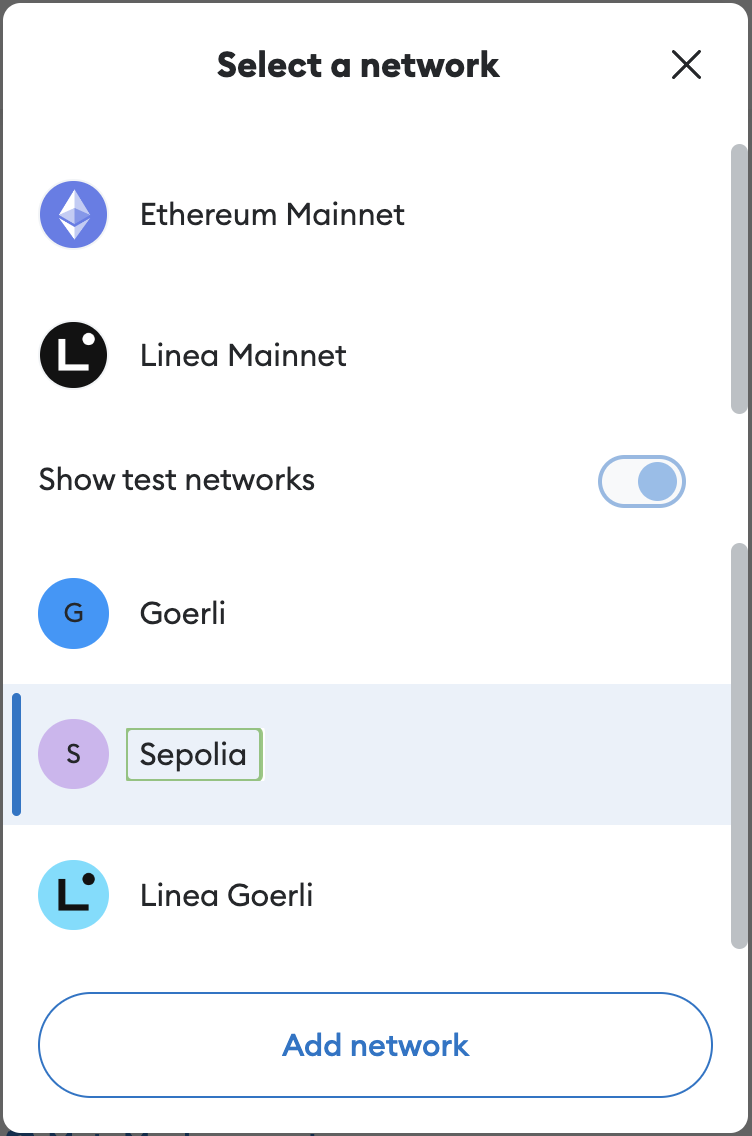 Select a network
Ethereum Mainnet
Linea Mainnet
Show test networks
G
Goerli
S
Sepolia
Linea Goerli
Add network